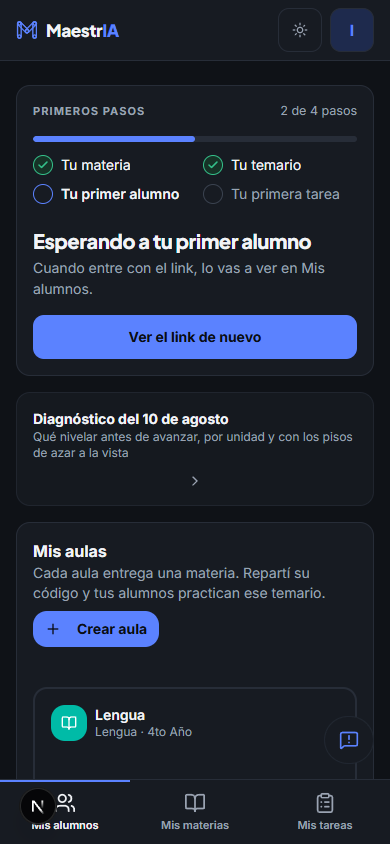 MaestrIA
I
PRIMEROS PASOS
2 de 4 pasos
Tu materia
Tu temario
Tu primer alumno
Tu primera tarea
Esperando a tu primer alumno
Cuando entre con el link, lo vas a ver en Mis
alumnos.
Ver el link de nuevo
Diagnóstico del 10 de agosto
Qué nivelar antes de avanzar, por unidad y con los pisos
de azar a la vista
Mis aulas
Cada aula entrega una materia. Repartí su
código y tus alumnos practican ese temario.
+ Crear aula
Lengua
Lengua · 4to Año
N
Mis alumnos
Mis materias
Mis tareas